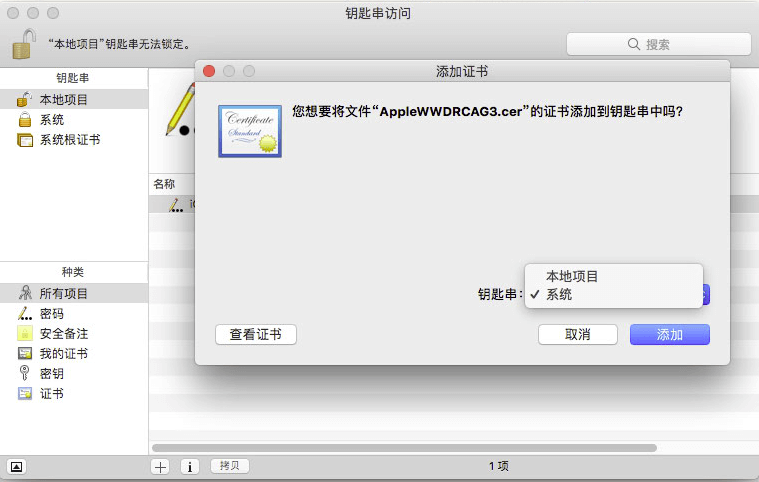 钥匙串访问
“本地项目”钥匙串无法锁定。
搜索
钥匙串
本地项目
系统
系统根证书
名称
添加证书
Certificate
Standard
您想要将文件“AppleWWDRCAG3.cer”的证书添加到钥匙串中吗?
钥匙串:
本地项目
✓ 系统
查看证书
取消
添加
种类
所有项目
密码
安全备注
我的证书
密钥
证书
拷贝
1 项